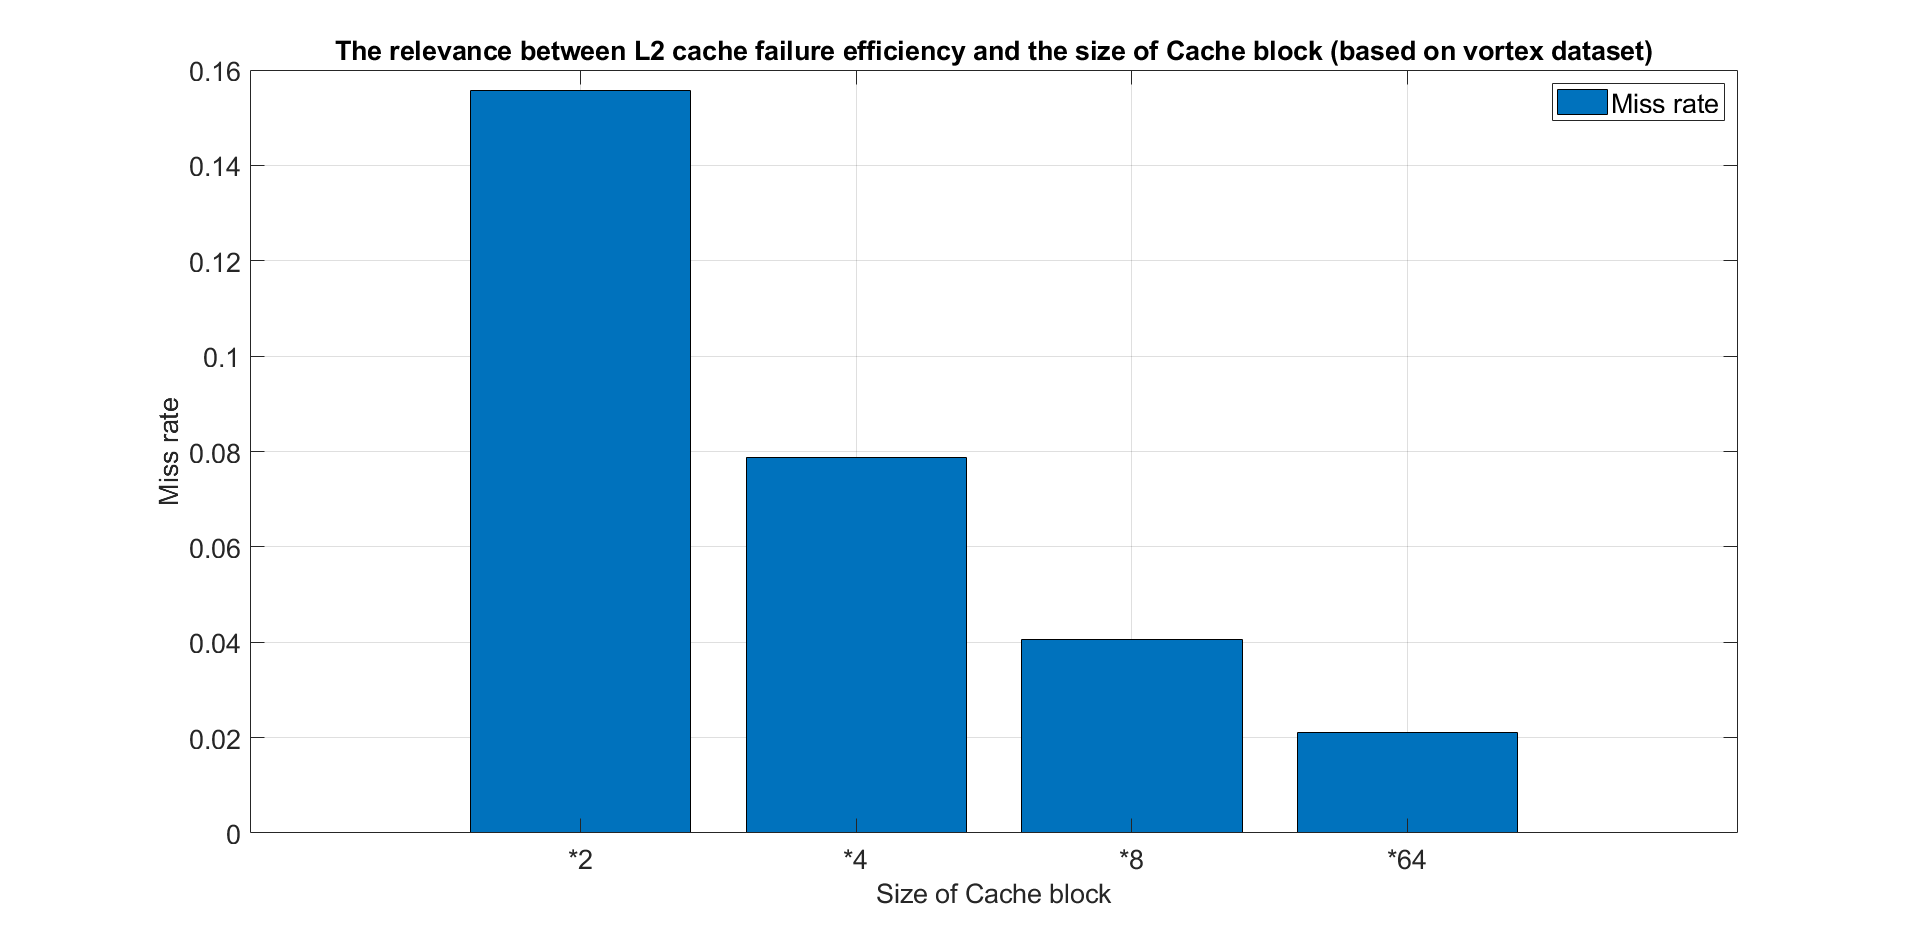 The relevance between L2 cache failure efficiency and the size of Cache block (based on vortex dataset)
Miss rate
0.16
0.14
0.12
0.1
0.08
0.06
0.04
0.02
0
Miss rate
*2 *4 *8 *64
Size of Cache block